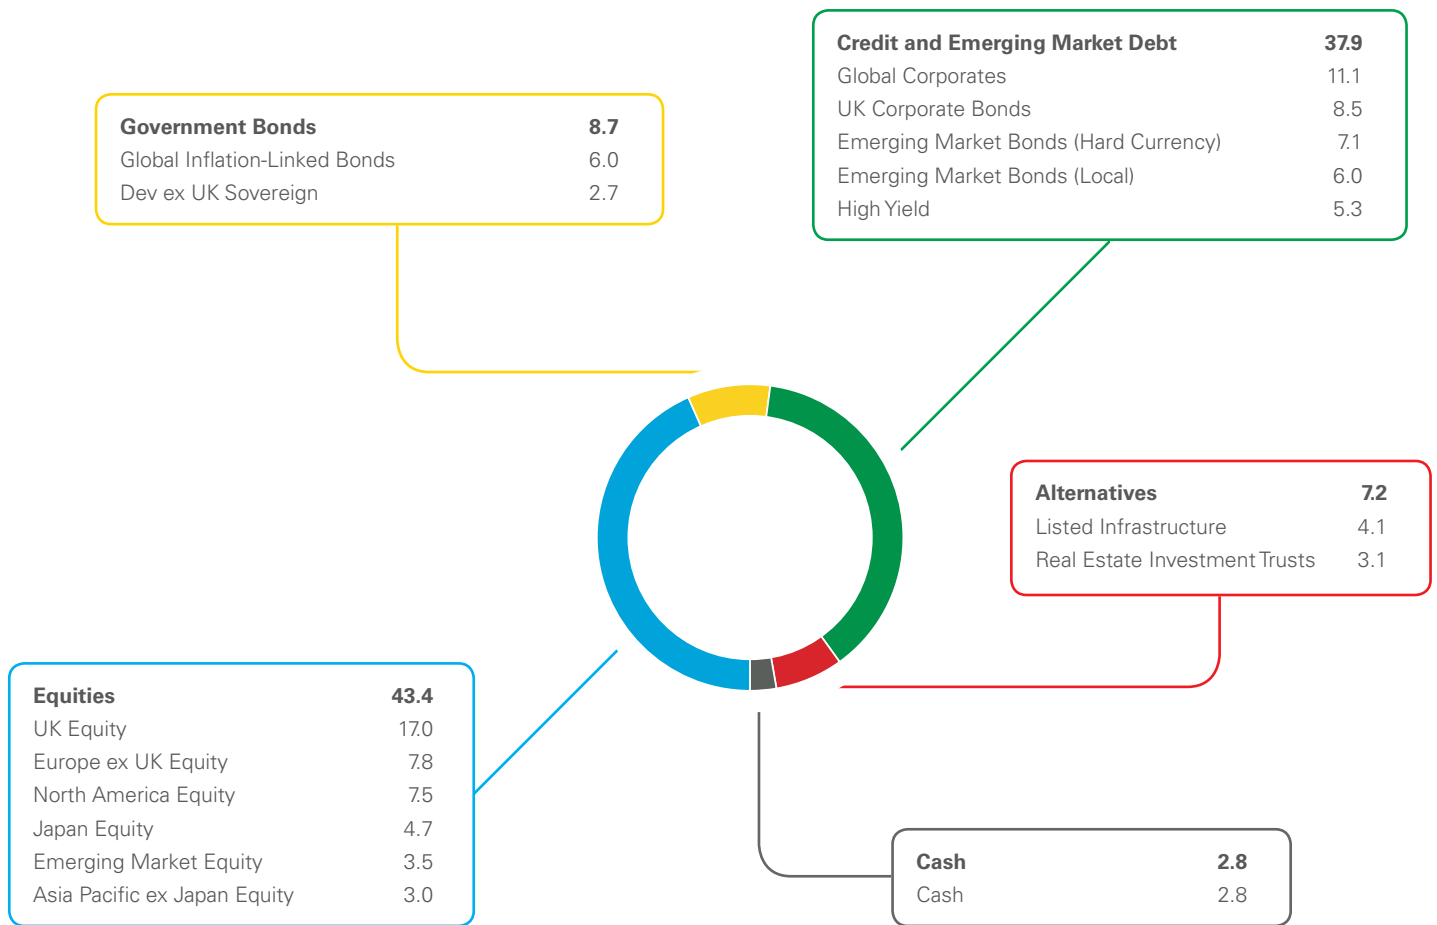 Credit and Emerging Market Debt 37.9
Global Corporates 11.1
UK Corporate Bonds 8.5
Emerging Market Bonds (Hard Currency) 7.1
Emerging Market Bonds (Local) 6.0
High Yield 5.3
Government Bonds 8.7
Global Inflation-Linked Bonds 6.0
Dev ex UK Sovereign 2.7
Alternatives 7.2
Listed Infrastructure 4.1
Real Estate Investment Trusts 3.1
Equities 43.4
UK Equity 17.0
Europe ex UK Equity 7.8
North America Equity 7.5
Japan Equity 4.7
Emerging Market Equity 3.5
Asia Pacific ex Japan Equity 3.0
Cash 2.8
Cash 2.8